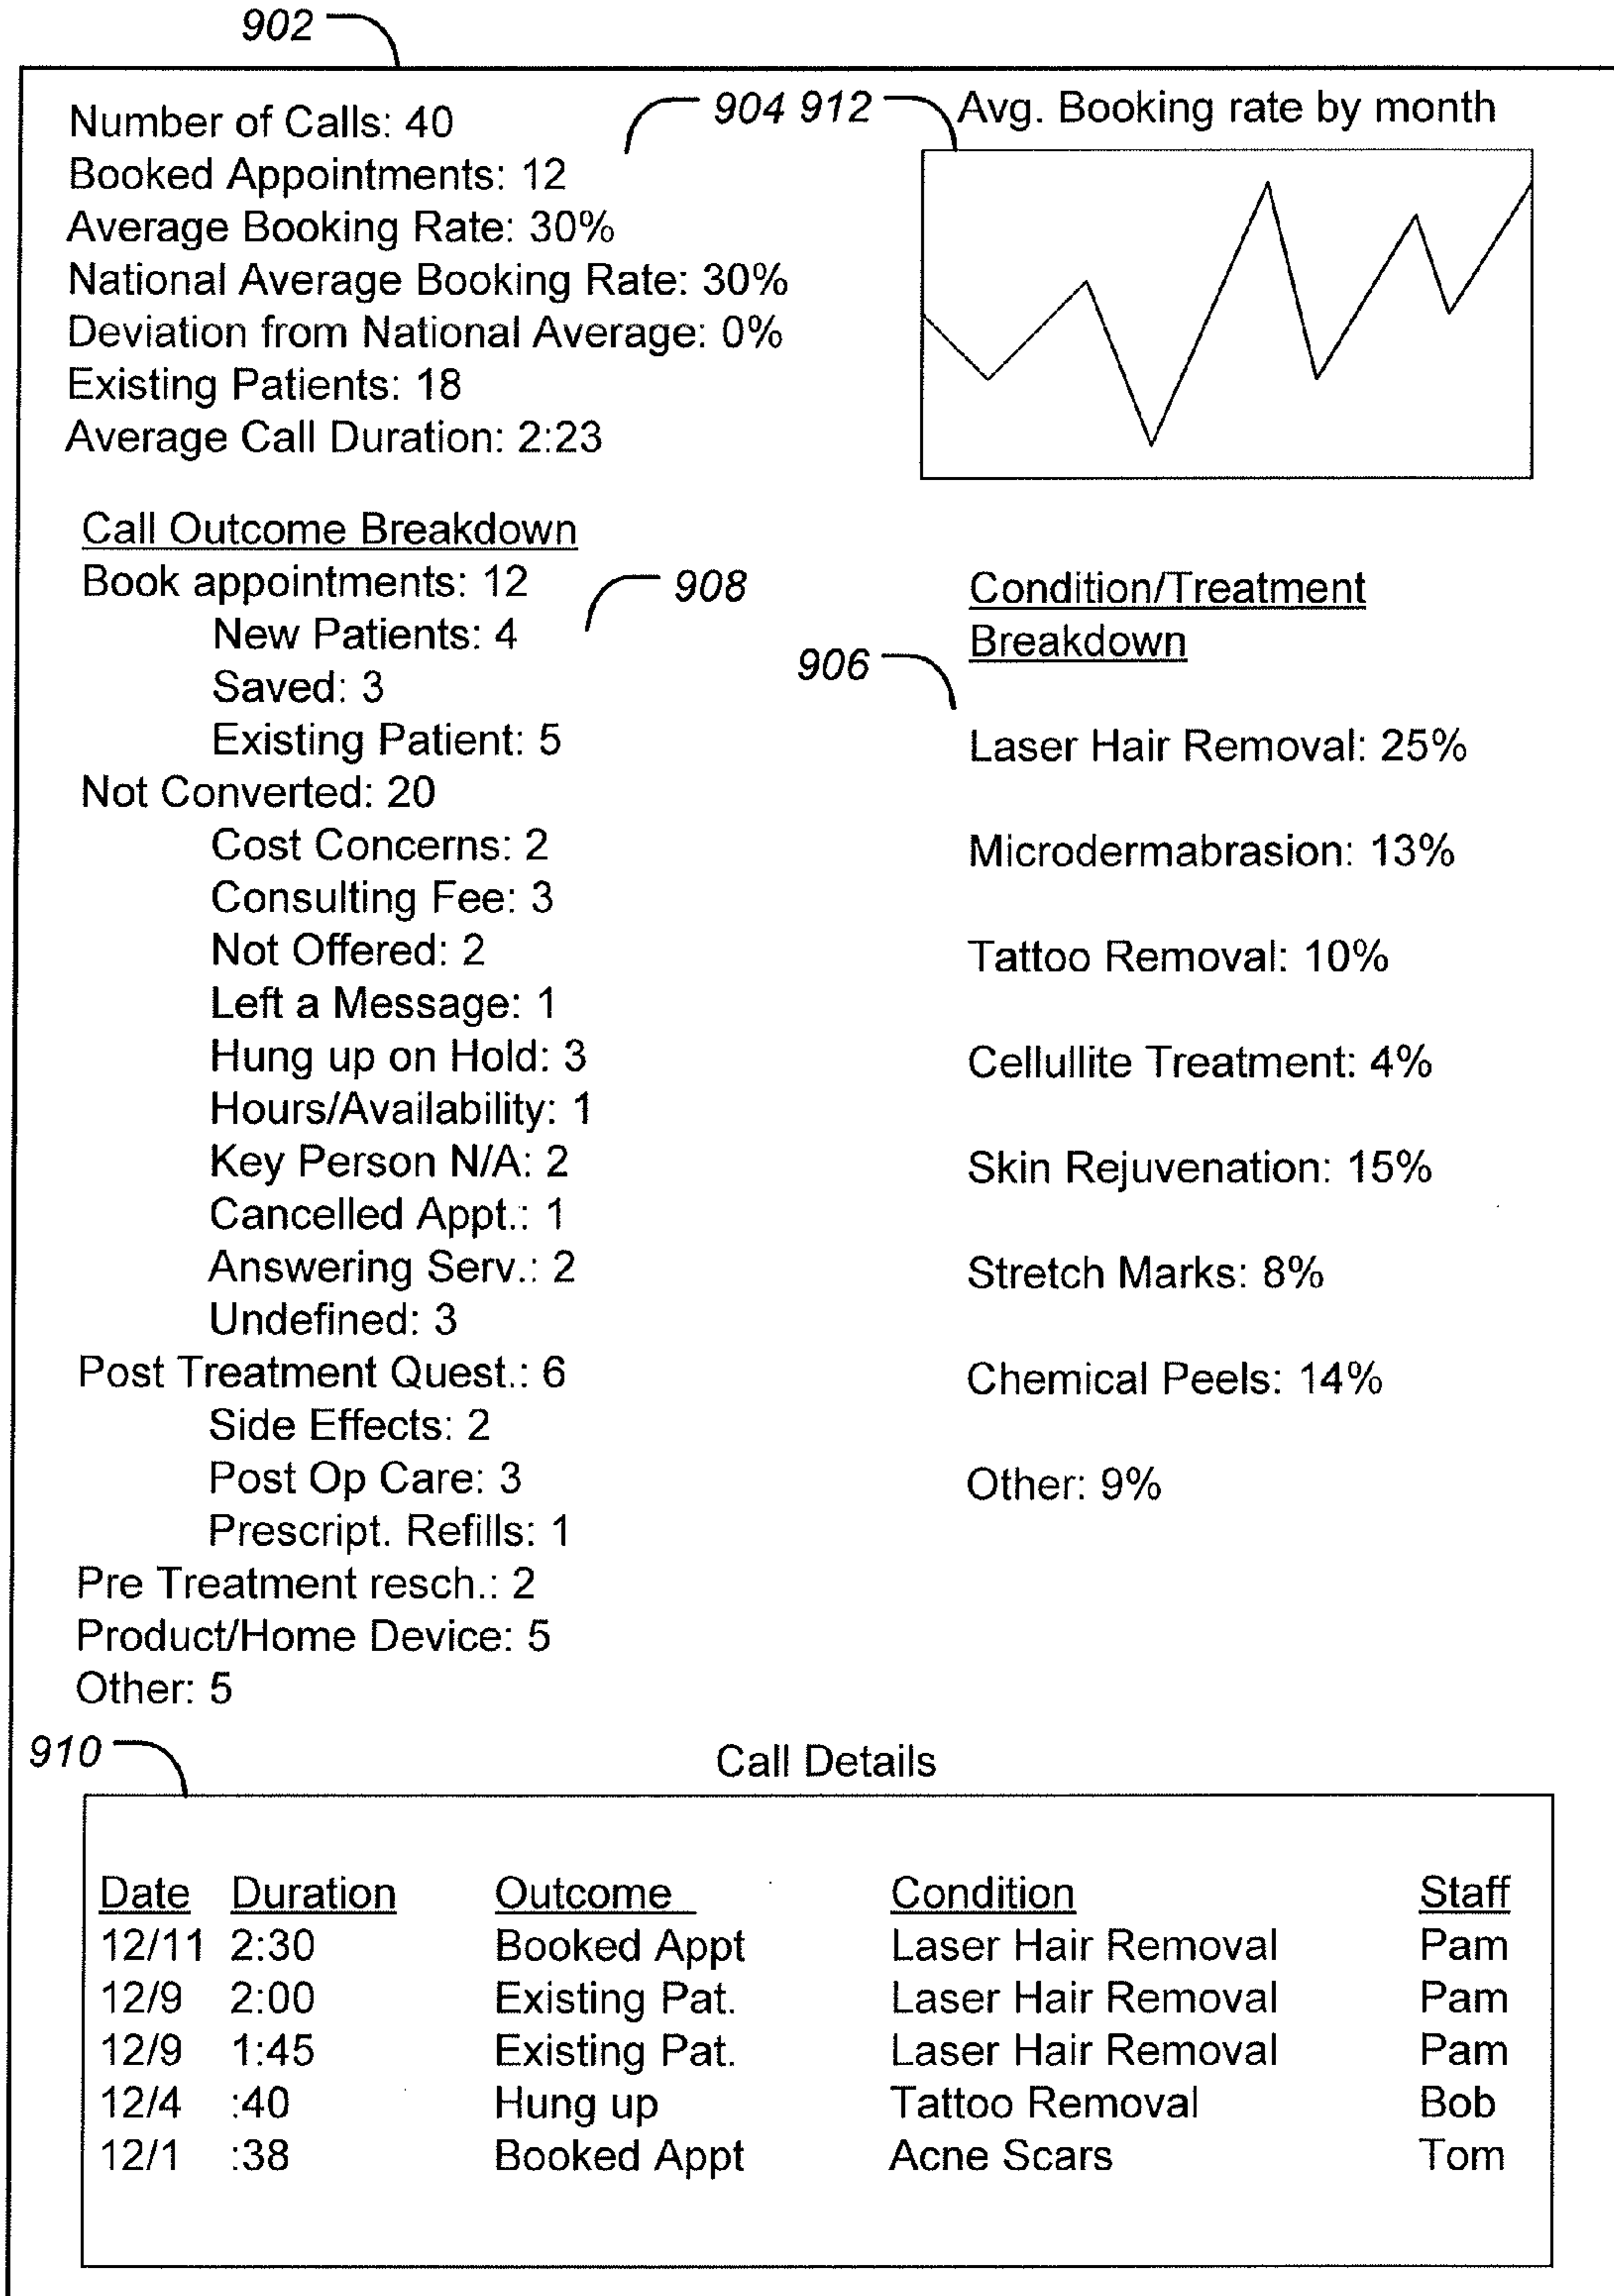 902
904 912
Number of Calls: 40
Booked Appointments: 12
Average Booking Rate: 30%
National Average Booking Rate: 30%
Deviation from National Average: 0%
Existing Patients: 18
Average Call Duration: 2:23
Avg. Booking rate by month
Call Outcome Breakdown
908
Book appointments: 12
New Patients: 4
Saved: 3
Existing Patient: 5
Not Converted: 20
Cost Concerns: 2
Consulting Fee: 3
Not Offered: 2
Left a Message: 1
Hung up on Hold: 3
Hours/Availability: 1
Key Person N/A: 2
Cancelled Appt.: 1
Answering Serv.: 2
Undefined: 3
Post Treatment Quest.: 6
Side Effects: 2
Post Op Care: 3
Prescript. Refills: 1
Pre Treatment resch.: 2
Product/Home Device: 5
Other: 5
Condition/Treatment
Breakdown
906
Laser Hair Removal: 25%
Microdermabrasion: 13%
Tattoo Removal: 10%
Cellullite Treatment: 4%
Skin Rejuvenation: 15%
Stretch Marks: 8%
Chemical Peels: 14%
Other: 9%
910
Call Details
Date Duration Outcome Condition Staff
12/11 2:30 Booked Appt Laser Hair Removal Pam
12/9 2:00 Existing Pat. Laser Hair Removal Pam
12/9 1:45 Existing Pat. Laser Hair Removal Pam
12/4 :40 Hung up Tattoo Removal Bob
12/1 :38 Booked Appt Acne Scars Tom